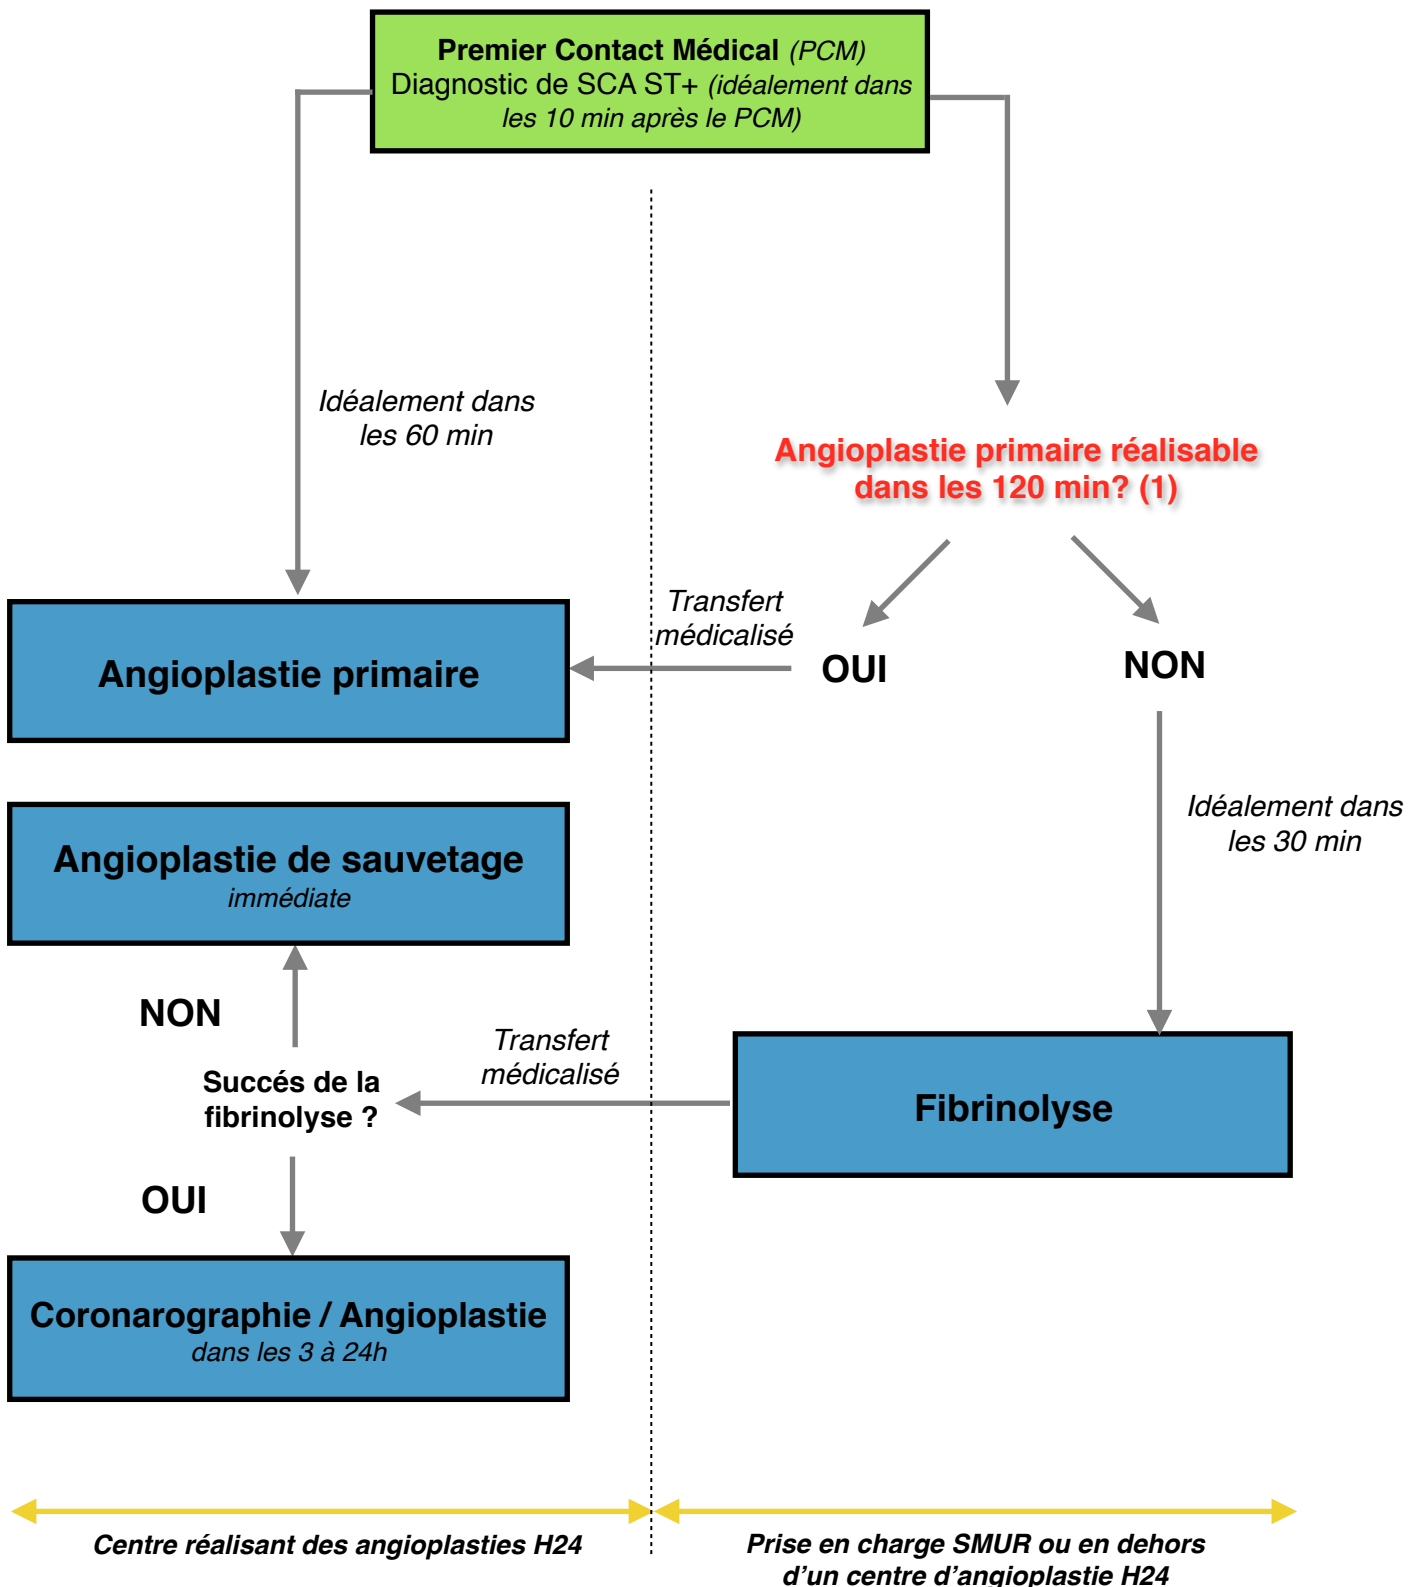 Premier Contact Médical (PCM)
Diagnostic de SCA ST+ (idéalement dans
les 10 min après le PCM)
Idéalement dans
les 60 min
Angioplastie primaire réalisable
dans les 120 min? (1)
Transfert
médicalisé
OUI
NON
Angioplastie primaire
Idéalement dans
les 30 min
Angioplastie de sauvetage
immédiate
NON
Transfert
médicalisé
Succés de la
fibrinolyse ?
Fibrinolyse
OUI
Coronarographie / Angioplastie
dans les 3 à 24h
Centre réalisant des angioplasties H24
Prise en charge SMUR ou en dehors
d'un centre d'angioplastie H24